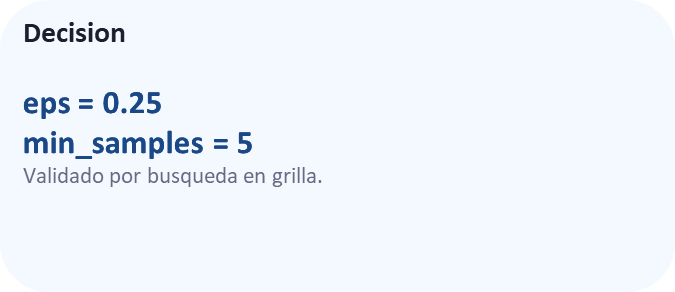 Decision
eps = 0.25
min_samples = 5
Validado por busqueda en grilla.